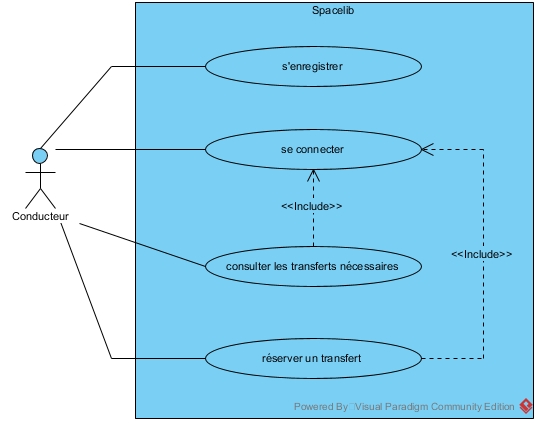 Spacelib
s'enregistrer
se connecter
<<Include>>
Conducteur
<<Include>>
consulter les transferts nécessaires
réserver un transfert
Powered By Visual Paradigm Community Edition